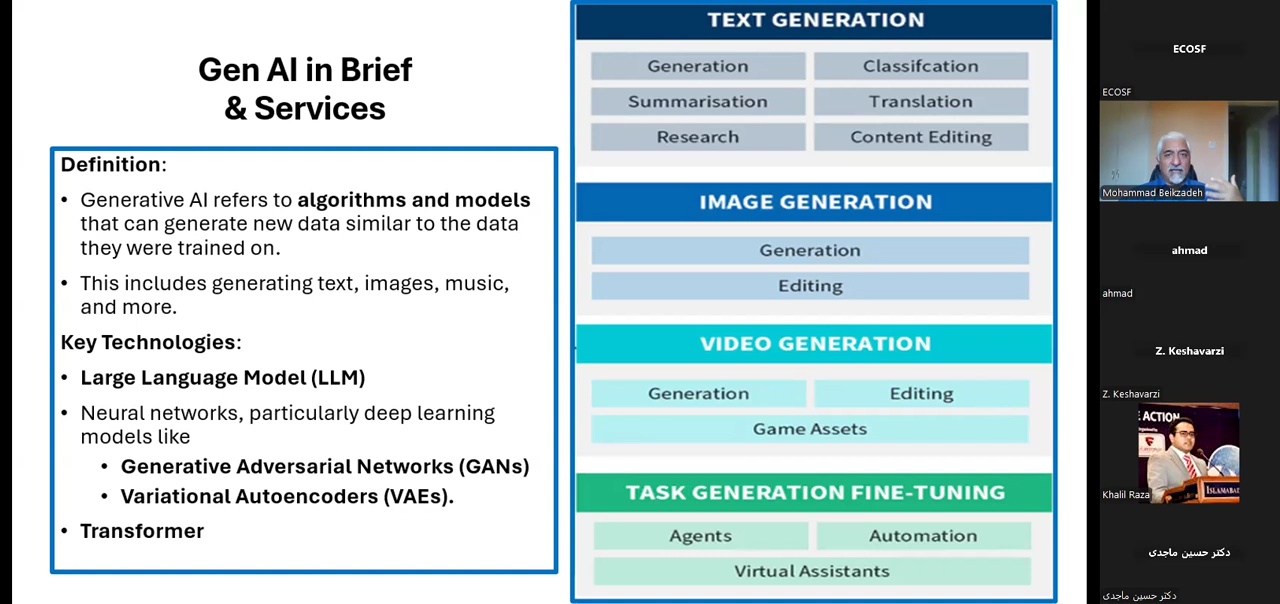 Gen AI in Brief
& Services
Definition:
• Generative AI refers to algorithms and models
that can generate new data similar to the data
they were trained on.
• This includes generating text, images, music,
and more.
Key Technologies:
• Large Language Model (LLM)
• Neural networks, particularly deep learning
models like
• Generative Adversarial Networks (GANs)
• Variational Autoencoders (VAEs).
• Transformer
TEXT GENERATION
Generation
Classifcation
Summarisation
Translation
Research
Content Editing
IMAGE GENERATION
Generation
Editing
VIDEO GENERATION
Generation
Editing
Game Assets
TASK GENERATION FINE-TUNING
Agents
Automation
Virtual Assistants
ECOSF
ECOSF
Mohammad Beikzadeh
ahmad
ahmad
Z. Keshavarzi
Z. Keshavarzi
E ACTION
ISLAMABA
Khalil Raza
دکتر حسین ماجدی
دکتر حسین ماجدی